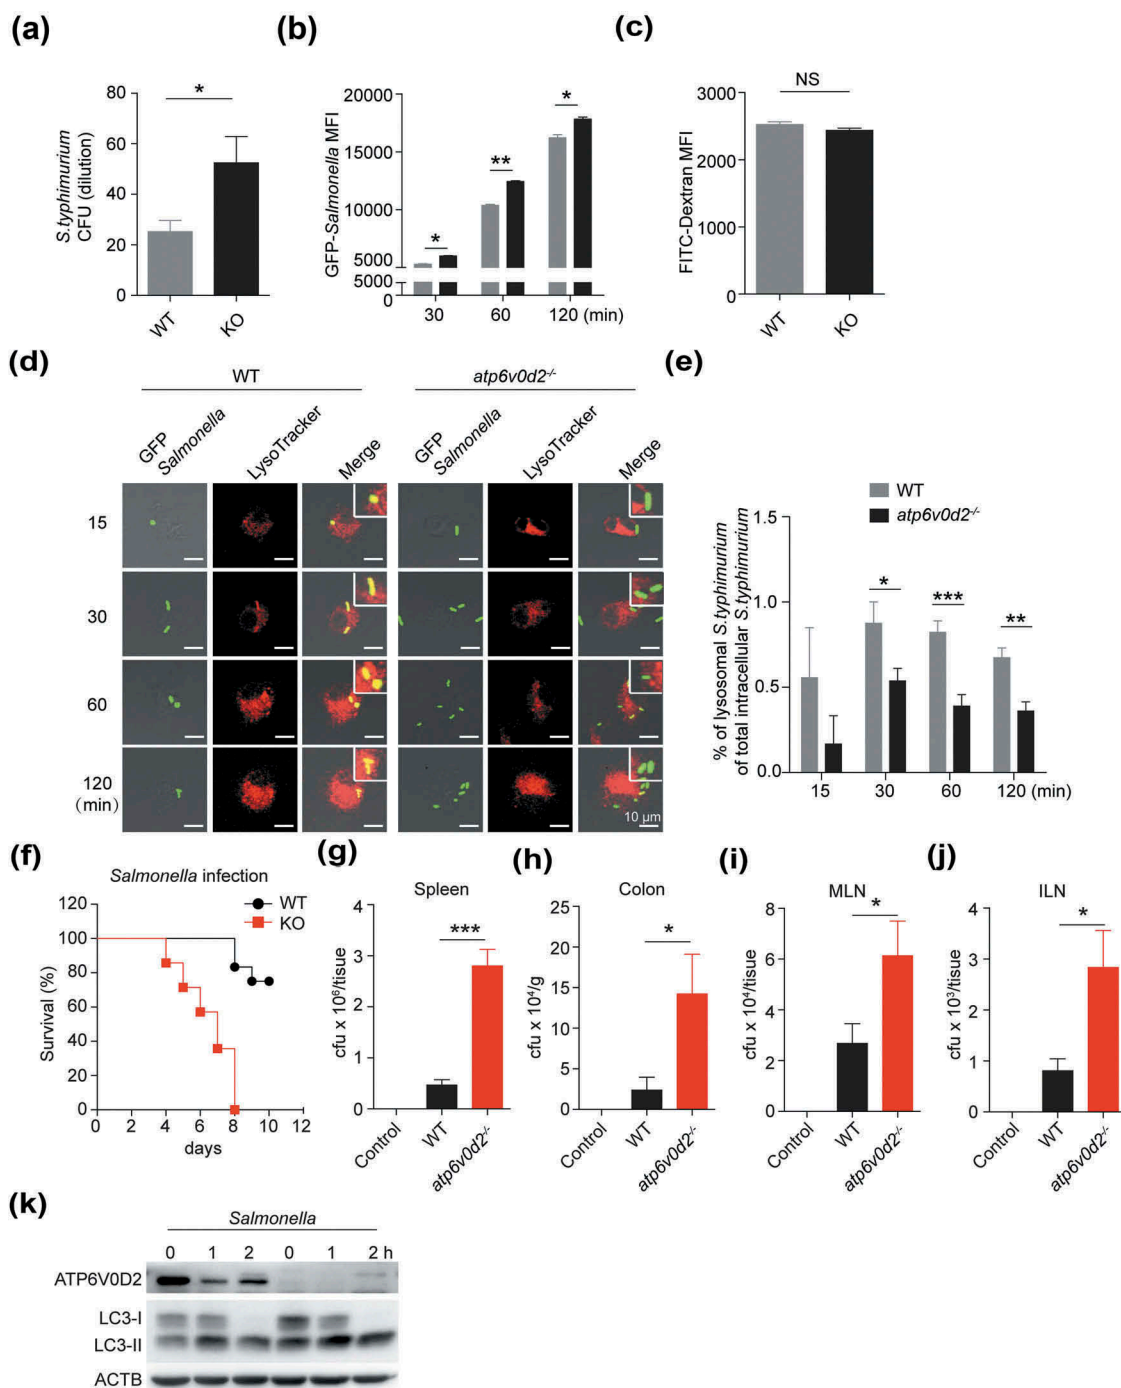 (a)
S.typhimurium
CFU (dilution)
80
60
40
20
0
*
WT
KO
(b)
GFP-Salmonella MFI
20000
15000
10000
5000
5000
0
*
**
*
30
60
120 (min)
(c)
FITC-Dextran MFI
3000
2000
1000
0
NS
WT
KO
(d)
WT
atp6v0d2-/-
GFP
Salmonella
LysoTracker
Merge
GFP
Salmonella
LysoTracker
Merge
15
30
60
120
(min)
10 μm
(e)
WT
atp6v0d2-/-
% of lysosomal S.typhimurium
of total intracellular S.typhimurium
1.5
1.0
0.5
0.0
*
***
**
15
30
60
120 (min)
(f)
Salmonella infection
WT
KO
Survival (%)
120
100
80
60
40
20
0
0
2
4
6
8
10
12
days
(g)
Spleen
cfu x 10⁶/tissue
4
3
2
1
0
***
Control
WT
atp6v0d2-/-
(h)
Colon
cfu x 10⁴/g
25
20
15
10
5
0
*
Control
WT
atp6v0d2-/-
(i)
MLN
cfu x 10⁴/tissue
8
6
4
2
0
*
Control
WT
atp6v0d2-/-
(j)
ILN
cfu x 10³/tissue
4
3
2
1
0
*
Control
WT
atp6v0d2-/-
(k)
Salmonella
0 1 2 0 1 2 h
ATP6V0D2
LC3-I
LC3-II
ACTB